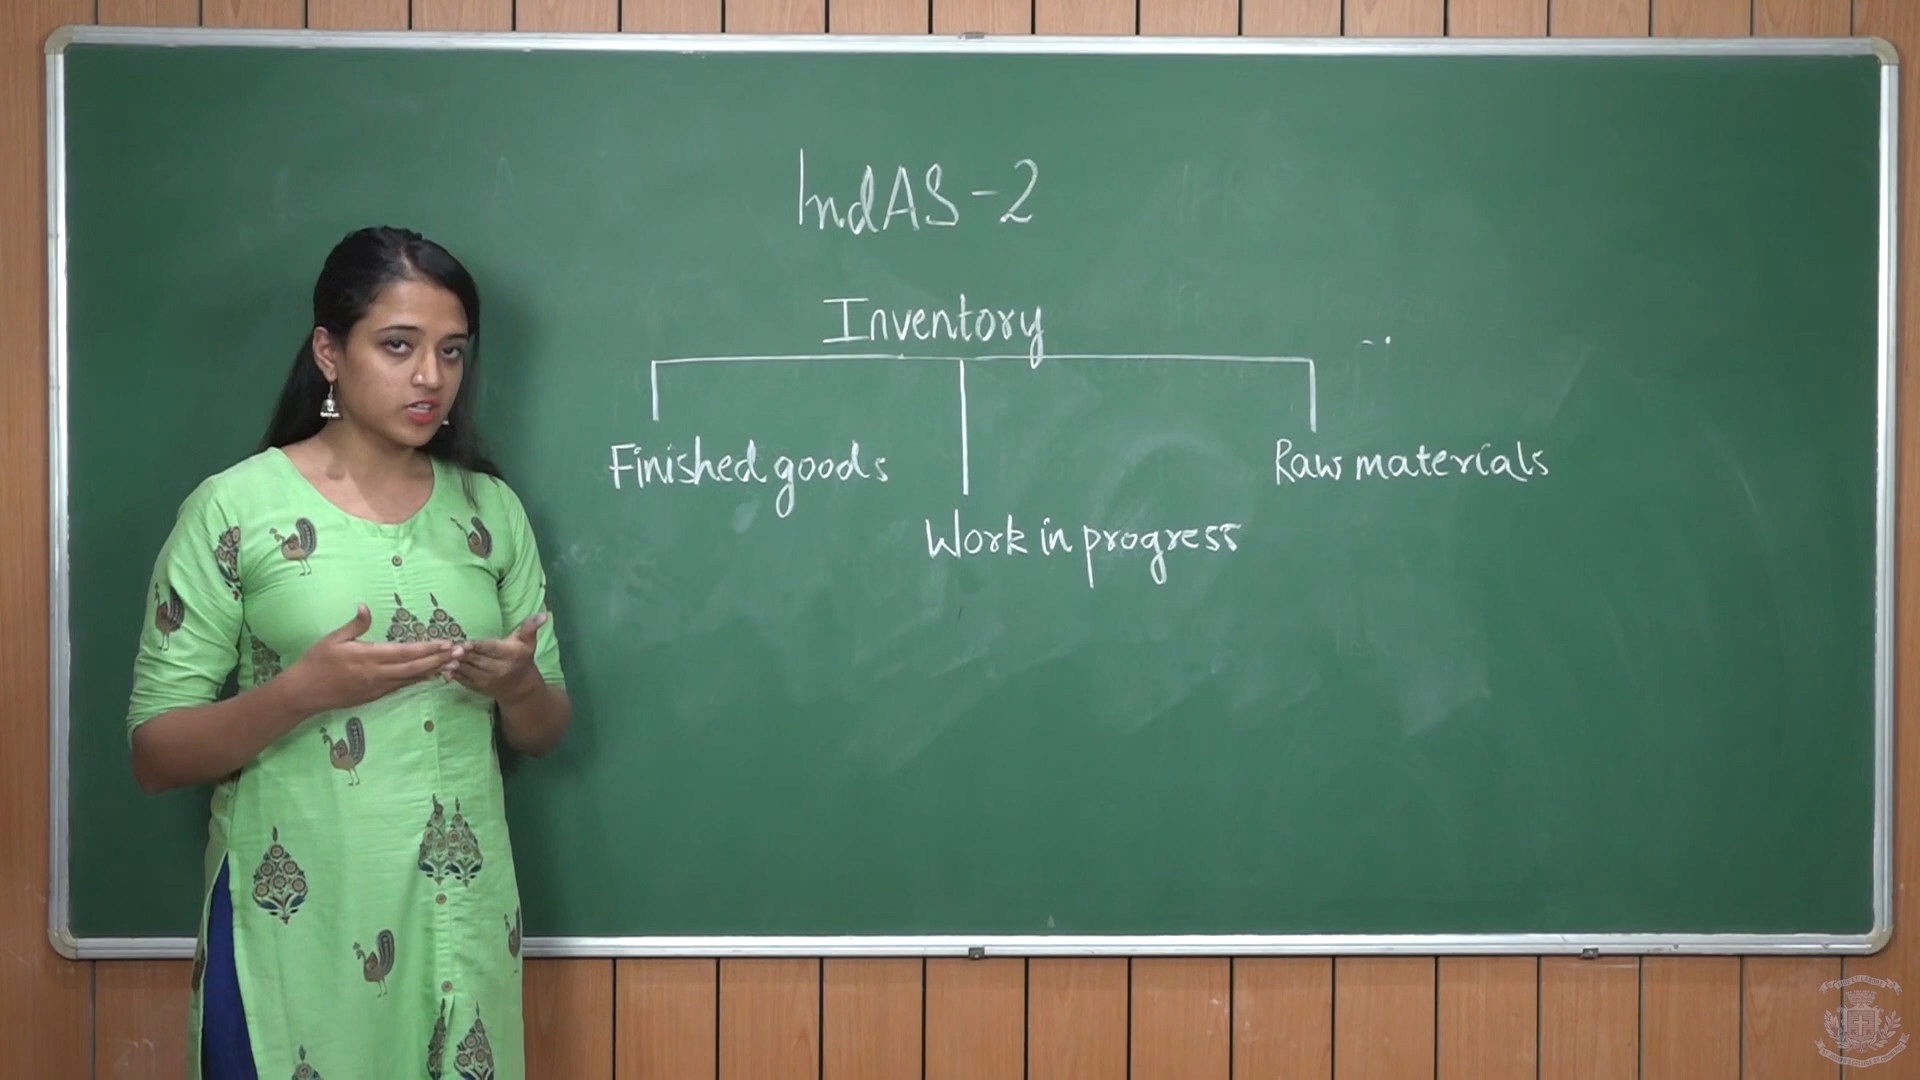 IndAS-2
Inventory
Finished goods
Work in progress
Raw materials